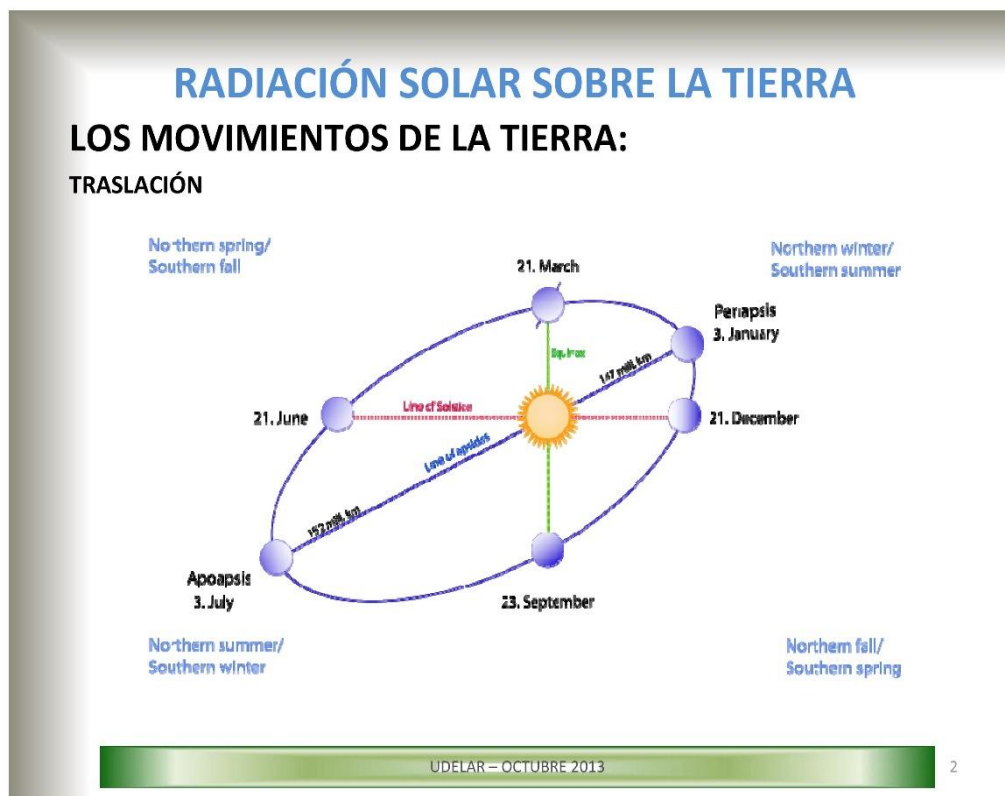 RADIACIÓN SOLAR SOBRE LA TIERRA
LOS MOVIMIENTOS DE LA TIERRA:
TRASLACIÓN
Northern spring/
Southern fall
21. March
Northern winter/
Southern summer
Periapsis
3. January
Equinox
147 mill. km
21. June
Line of Solstice
21. December
Line of apsides
152 mill. km
Apoapsis
3. July
23. September
Northern summer/
Southern winter
Northern fall/
Southern spring
UDELAR – OCTUBRE 2013
2